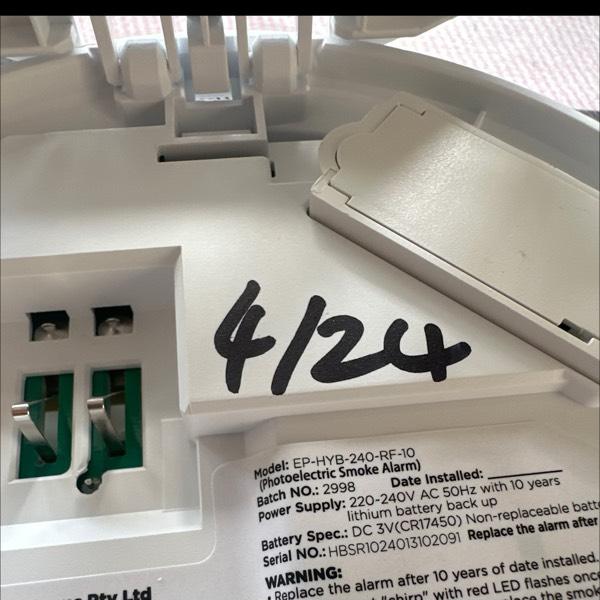 4/24
Model: EP-HYB-240-RF-10
(Photoelectric Smoke Alarm)
Batch NO.: 2998 Date Installed:
Power Supply: 220-240V AC 50Hz with 10 years
lithium battery back up
Battery Spec.: DC 3V(CR17450) Non-replaceable
Serial NO.: HBSR1024013102091 Replace the alarm after
WARNING:
Replace the alarm after 10 years of date installed.
"chirp" with red LED flashes once
place the smok
Pty Ltd